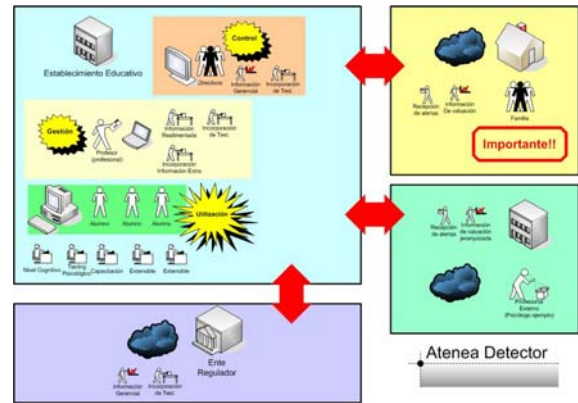 Establecimiento Educativo
Control
Directivos
Información
Gerencial
Incorporación
de Tesc
Gestión
Profesor
(profesional)
Información
Realimentada
Incorporación
de Tesc
Incorporación
Información Extra
Alumno
Alumno
Alumno
Utilización
Nivel Cognitivo
Testing
Psicológico
Capacitación
Extensible
Extensible
Recepción
de alertas
Información
De valuación
Familia
Importante!!
Recepción
de alertas
Información
de valuación
jerarquizada
Profesional
Externo
(Psicólogo ejemplo)
Ente
Regulador
Información
Gerencial
Incorporación
de Tesc
Atenea Detector